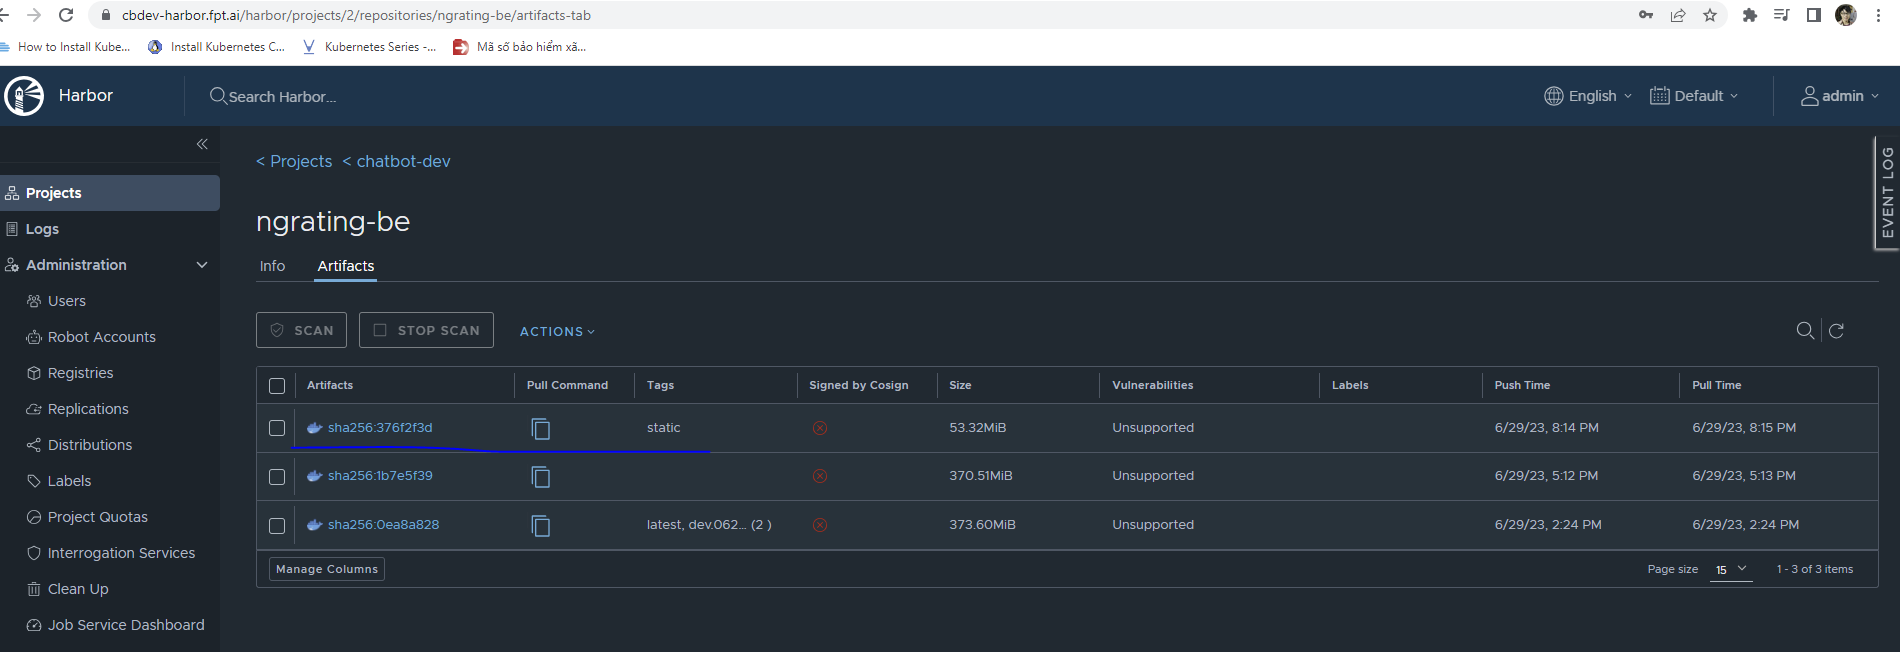 cbdev-harbor.fpt.ai/harbor/projects/2/repositories/ngrating-be/artifacts-tab
How to Install Kube... Install Kubernetes C... Kubernetes Series -... Mã số bảo hiểm xã...
Harbor Search Harbor... English Default admin
EVENT LOG
< Projects < chatbot-dev
Projects
ngrating-be
Logs
Info Artifacts
Administration
Users
Robot Accounts
SCAN STOP SCAN ACTIONS
Registries
Artifacts Pull Command Tags Signed by Cosign Size Vulnerabilities Labels Push Time Pull Time
Replications
sha256:376f2f3d static 53.32MiB Unsupported 6/29/23, 8:14 PM 6/29/23, 8:15 PM
Distributions
sha256:1b7e5f39 370.51MiB Unsupported 6/29/23, 5:12 PM 6/29/23, 5:13 PM
Labels
Project Quotas
sha256:0ea8a828 latest, dev.062... (2 ) 373.60MiB Unsupported 6/29/23, 2:24 PM 6/29/23, 2:24 PM
Interrogation Services
Manage Columns Page size 15 1 - 3 of 3 items
Clean Up
Job Service Dashboard